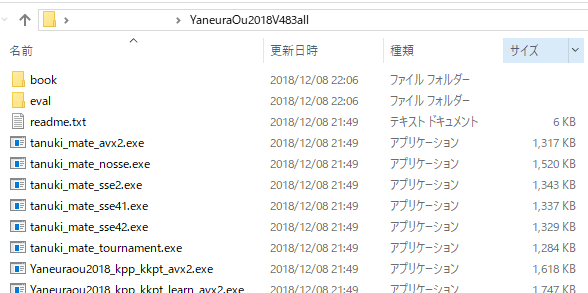 YaneuraOu2018V483all
名前 更新日時 種類 サイズ
book 2018/12/08 22:06 ファイル フォルダー
eval 2018/12/08 22:06 ファイル フォルダー
readme.txt 2018/12/08 21:49 テキスト ドキュメント 6 KB
tanuki_mate_avx2.exe 2018/12/08 21:49 アプリケーション 1,317 KB
tanuki_mate_nosse.exe 2018/12/08 21:49 アプリケーション 1,520 KB
tanuki_mate_sse2.exe 2018/12/08 21:49 アプリケーション 1,343 KB
tanuki_mate_sse41.exe 2018/12/08 21:49 アプリケーション 1,337 KB
tanuki_mate_sse42.exe 2018/12/08 21:49 アプリケーション 1,329 KB
tanuki_mate_tournament.exe 2018/12/08 21:49 アプリケーション 1,284 KB
Yaneuraou2018_kpp_kkpt_avx2.exe 2018/12/08 21:49 アプリケーション 1,618 KB
Yaneuraou2018_kpp_kkpt_learn_avx2.exe 2018/12/08 21:49 アプリケーション 1,747 KB